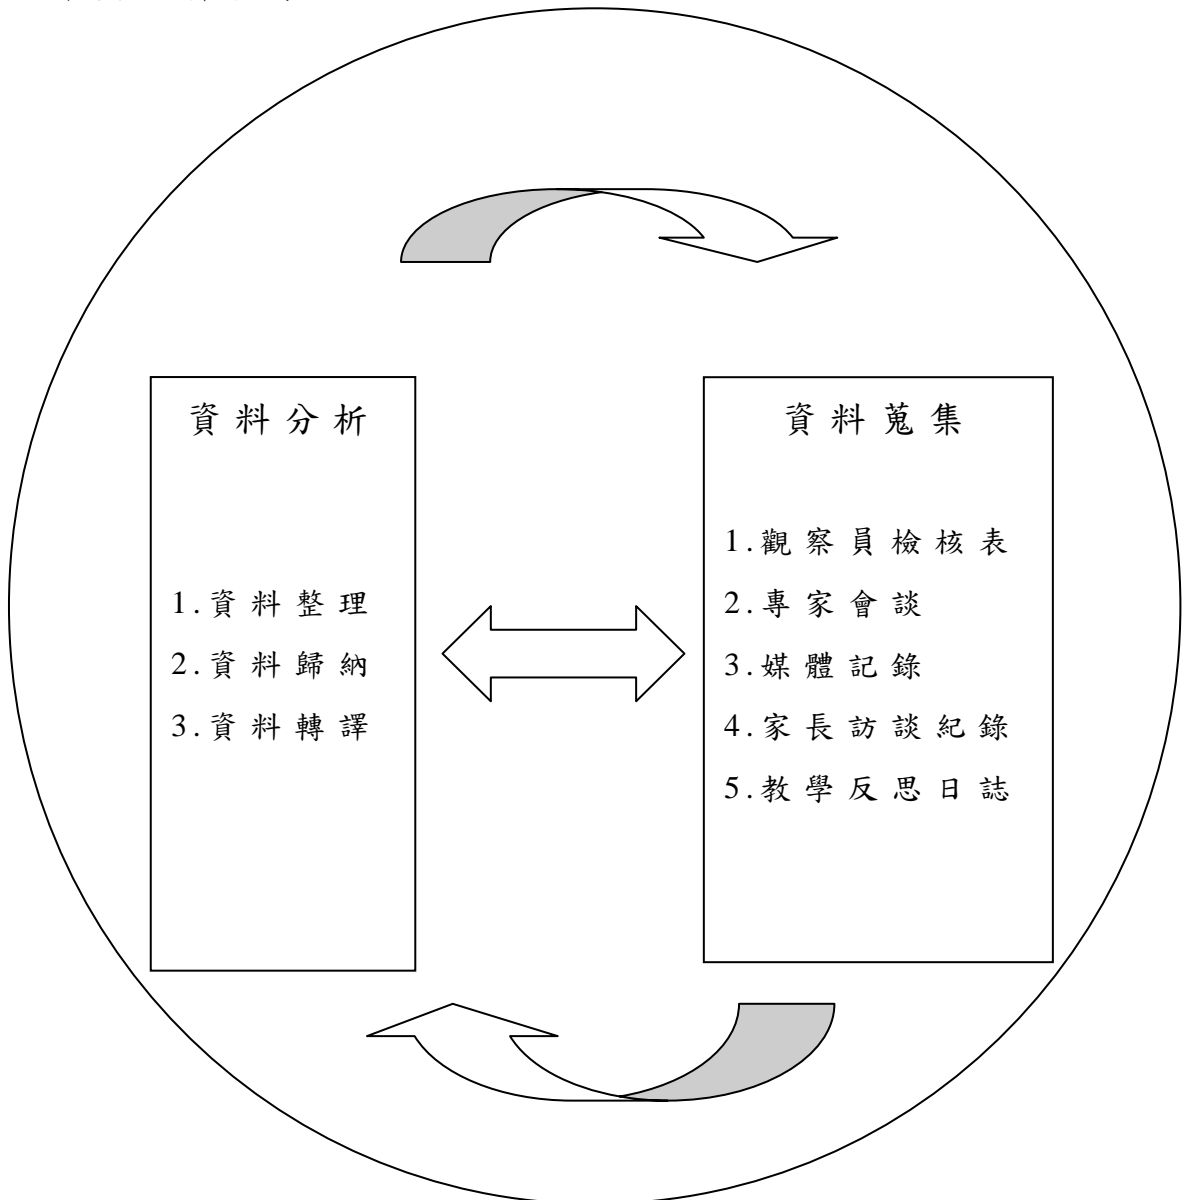 資料分析
1.資料整理
2.資料歸納
3.資料轉譯
資料蒐集
1.觀察員檢核表
2.專家會談
3.媒體記錄
4.家長訪談紀錄
5.教學反思日誌